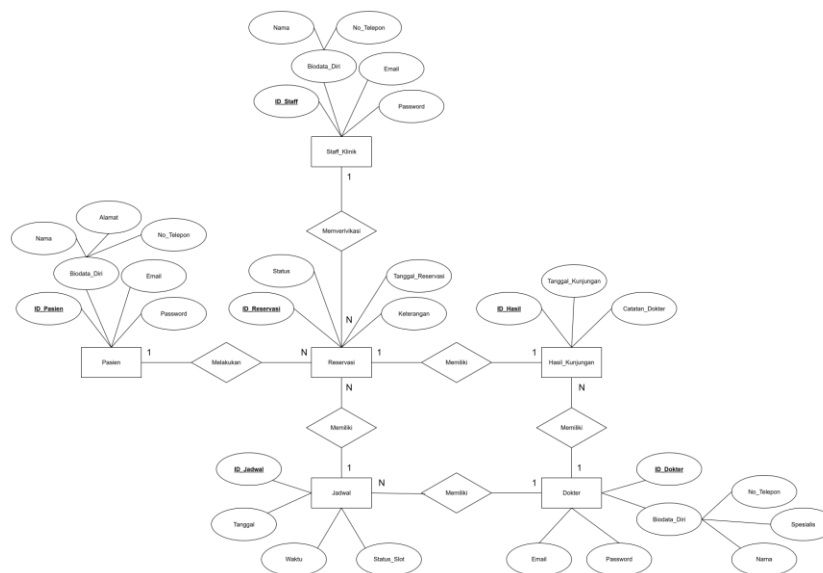 Nama
No_Telepon
Biodata_Diri
Email
ID_Staff
Password
Staff_Klinik
1
Memverivikasi
Alamat
Nama
No_Telepon
Biodata_Diri
Email
ID_Pasien
Password
Status
Tanggal_Reservasi
ID_Reservasi
Keterangan
Tanggal_Kunjungan
ID_Hasil
Catatan_Dokter
N
Pasien
1
Melakukan
N
Reservasi
1
Memiliki
1
Hasil_Kunjungan
N
N
Memiliki
Memiliki
1
1
ID_Jadwal
Jadwal
N
Memiliki
1
Dokter
ID_Dokter
No_Telepon
Biodata_Diri
Spesialis
Nama
Tanggal
Waktu
Status_Slot
Email
Password